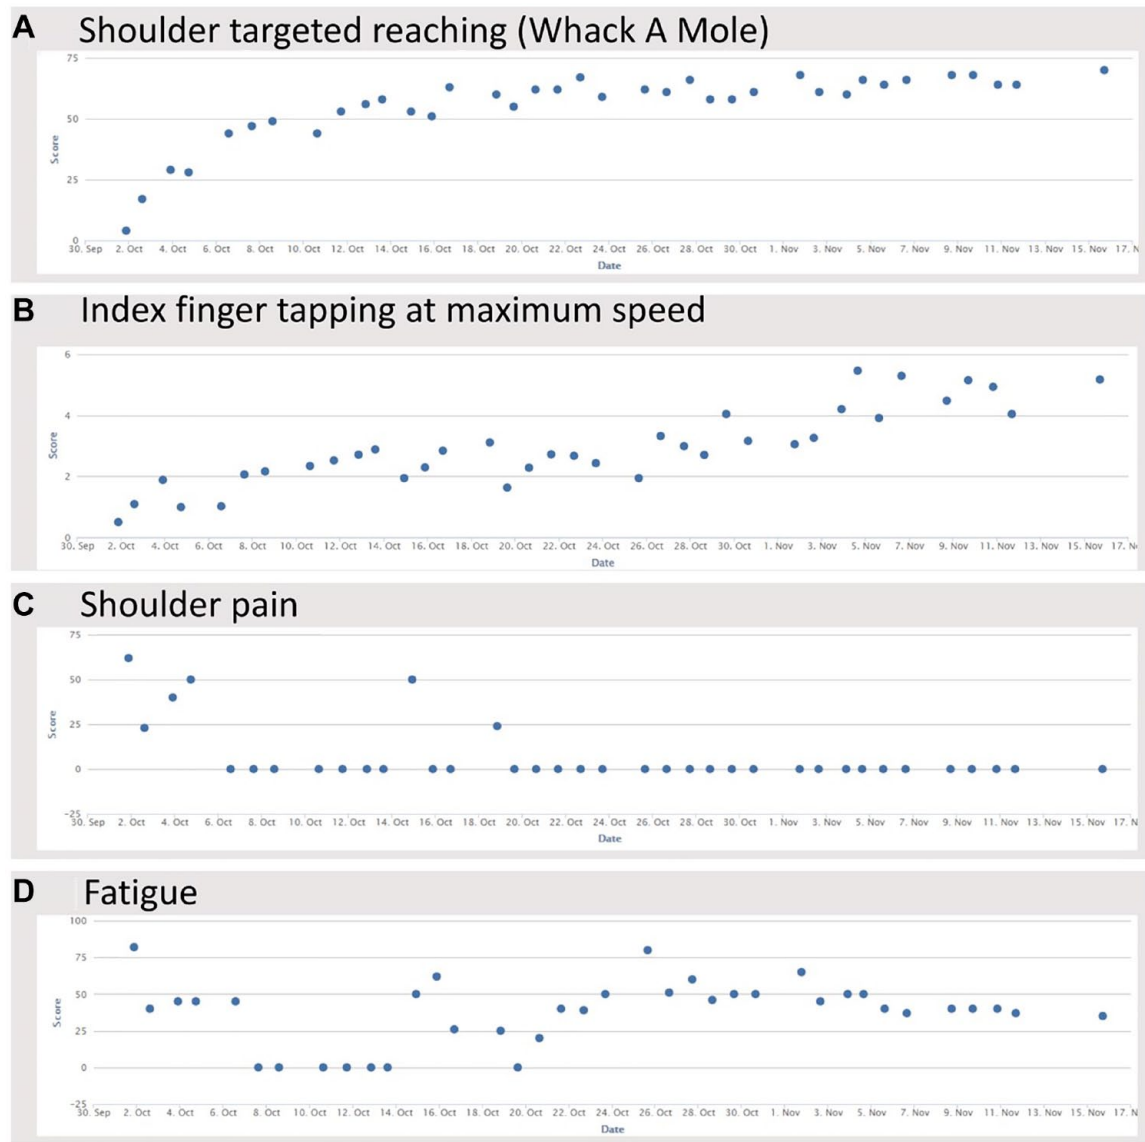 A Shoulder targeted reaching (Whack A Mole)
75
50
25
0
Score
30. Sep 2. Oct 4. Oct 6. Oct 8. Oct 10. Oct 12. Oct 14. Oct 16. Oct 18. Oct 20. Oct 22. Oct 24. Oct 26. Oct 28. Oct 30. Oct 1. Nov 3. Nov 5. Nov 7. Nov 9. Nov 11. Nov 13. Nov 15. Nov 17. N
Date
B Index finger tapping at maximum speed
6
4
2
0
Score
30. Sep 2. Oct 4. Oct 6. Oct 8. Oct 10. Oct 12. Oct 14. Oct 16. Oct 18. Oct 20. Oct 22. Oct 24. Oct 26. Oct 28. Oct 30. Oct 1. Nov 3. Nov 5. Nov 7. Nov 9. Nov 11. Nov 13. Nov 15. Nov 17. N
Date
C Shoulder pain
75
50
25
0
-25
Score
30. Sep 2. Oct 4. Oct 6. Oct 8. Oct 10. Oct 12. Oct 14. Oct 16. Oct 18. Oct 20. Oct 22. Oct 24. Oct 26. Oct 28. Oct 30. Oct 1. Nov 3. Nov 5. Nov 7. Nov 9. Nov 11. Nov 13. Nov 15. Nov 17. N
Date
D Fatigue
100
75
50
25
0
-25
Score
30. Sep 2. Oct 4. Oct 6. Oct 8. Oct 10. Oct 12. Oct 14. Oct 16. Oct 18. Oct 20. Oct 22. Oct 24. Oct 26. Oct 28. Oct 30. Oct 1. Nov 3. Nov 5. Nov 7. Nov 9. Nov 11. Nov 13. Nov 15. Nov 17. N
Date